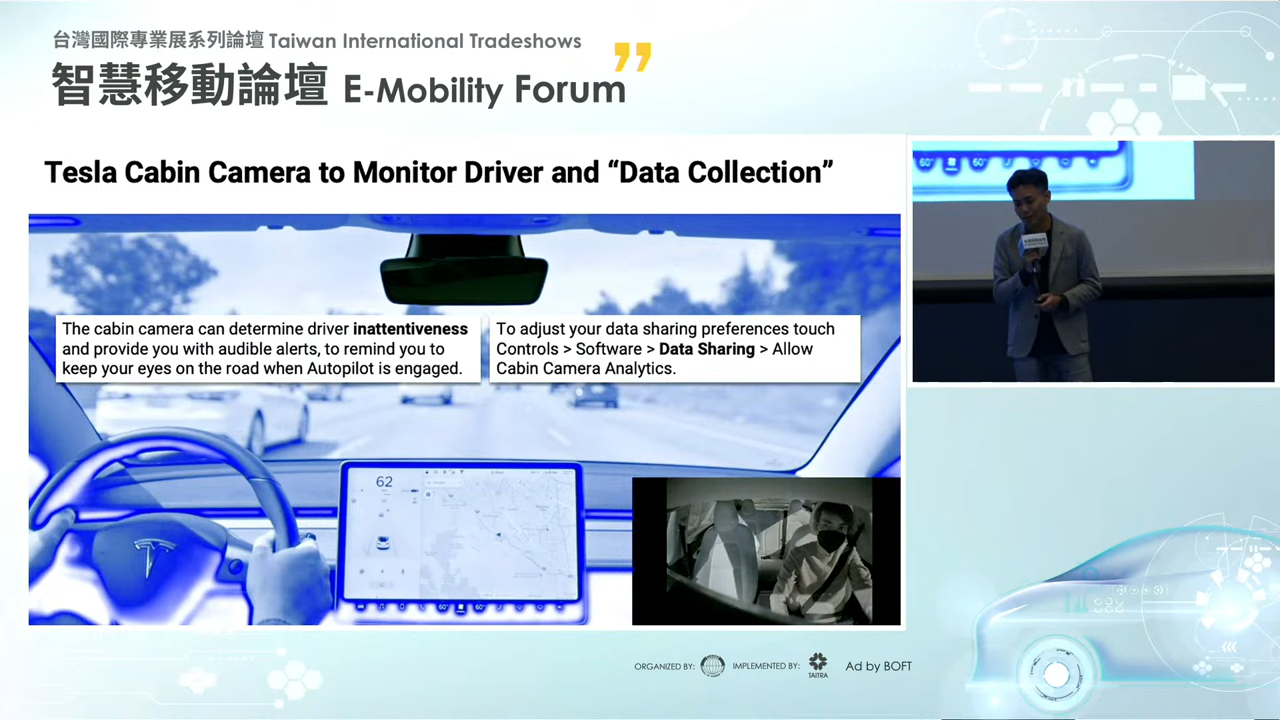 台灣國際專業展系列論壇 Taiwan International Tradeshows
智慧移動論壇 E-Mobility Forum
Tesla Cabin Camera to Monitor Driver and “Data Collection”
The cabin camera can determine driver inattentiveness
and provide you with audible alerts, to remind you to
keep your eyes on the road when Autopilot is engaged.
To adjust your data sharing preferences touch
Controls > Software > Data Sharing > Allow
Cabin Camera Analytics.
62
60°
60°
60°
60°
ORGANIZED BY:
IMPLEMENTED BY:
TAITRA
Ad by BOFT